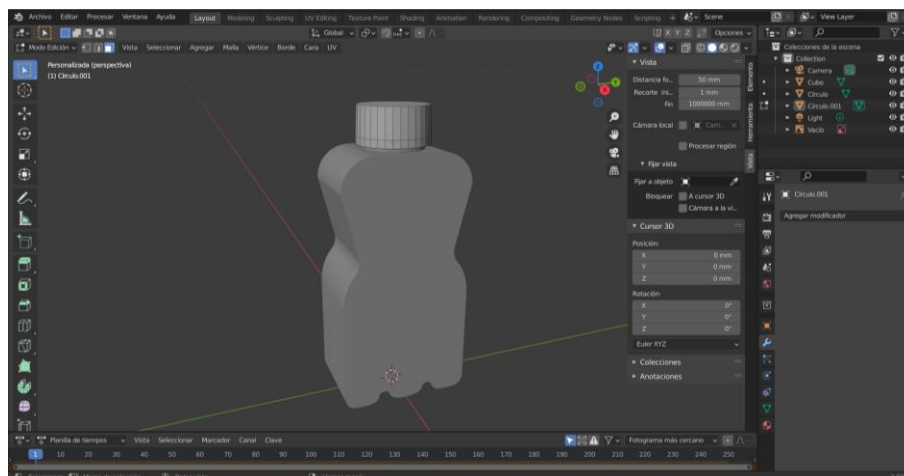 Archivo Editar Procesar Ventana Ayuda Layout Modeling Sculpting UV Editing Texture Paint Shading Animation Rendering Compositing Geometry Nodes Scripting + Scene View Layer
Global X Y Z Opciones
Modo Edición Vista Seleccionar Agregar Malla Vértice Borde Cara UV
Personalizada (perspectiva)
(1) Círculo.001
Z
Vista
Distancia fo.. 50 mm
Recorte ini.. 1 mm
Fin 1000000 mm
Cámara local Cam..
Procesar región
Fijar vista
Fijar a objeto
Bloquear A cursor 3D
Cámara a la vi..
Cursor 3D
Posición:
X 0 mm
Y 0 mm
Z 0 mm
Rotación:
X 0°
Y 0°
Z 0°
Euler XYZ
Colecciones
Anotaciones
Elemento
Herramienta
Vista
Colecciones de la escena
Collection
Camera
Cubo
Círculo
Círculo.001
Light
Vacío
Círculo.001
Agregar modificador
Planilla de tiempos Vista Seleccionar Marcador Canal Clave Fotograma más cercano
1 10 20 30 40 50 60 70 80 90 100 110 120 130 140 150 160 170 180 190 200 210 220 230 240 250